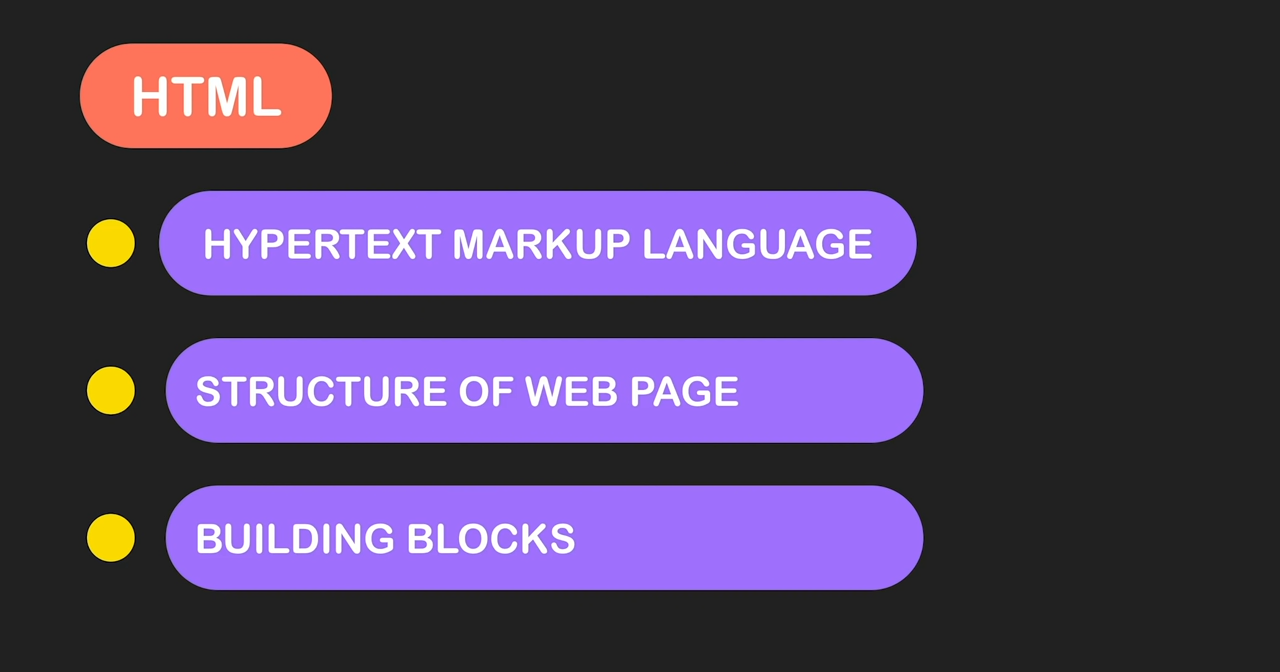 HTML
HYPERTEXT MARKUP LANGUAGE
STRUCTURE OF WEB PAGE
BUILDING BLOCKS